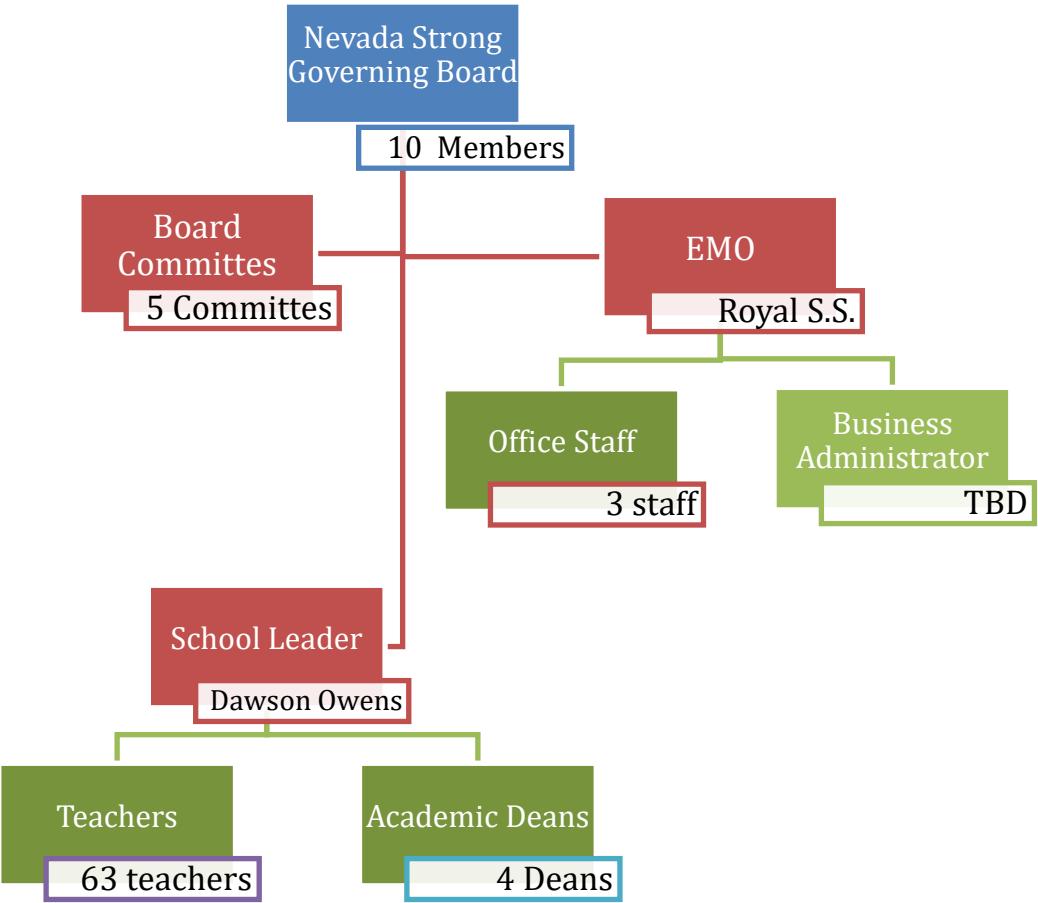 Nevada Strong
Governing Board
10 Members
Board
Committes
5 Committes
EMO
Royal S.S.
Office Staff
3 staff
Business
Administrator
TBD
School Leader
Dawson Owens
Teachers
63 teachers
Academic Deans
4 Deans